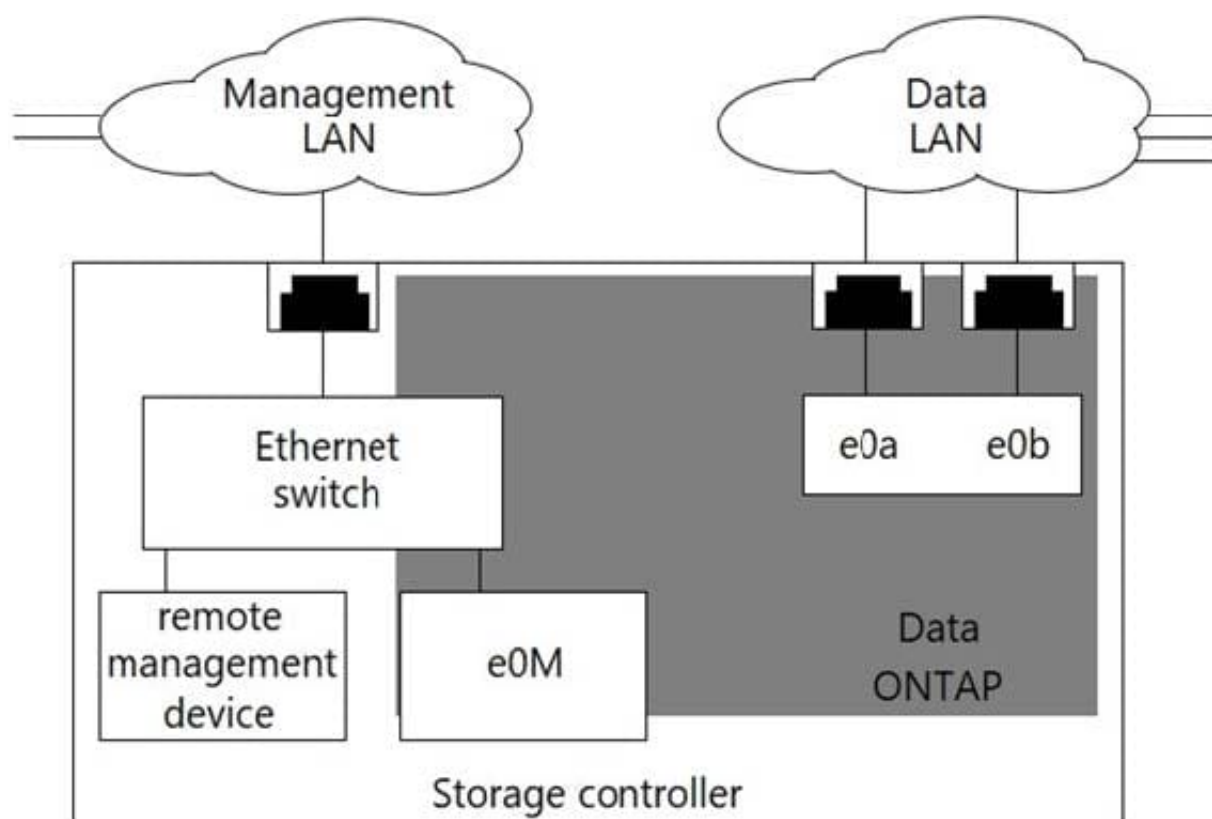 Management
LAN
Data
LAN
Ethernet
switch
e0a
e0b
remote
management
device
e0M
Data
ONTAP
Storage controller